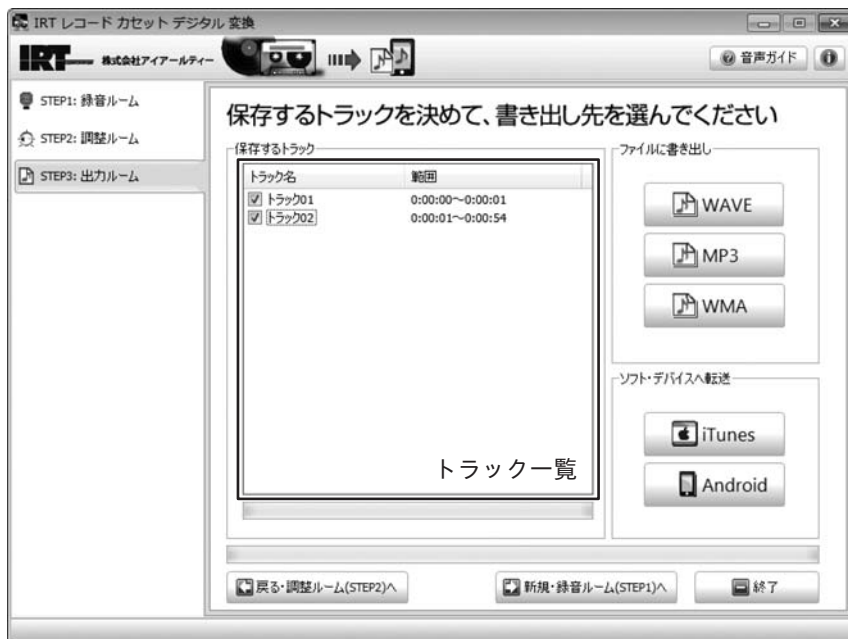 IRT レコード カセット デジタル 変換
IRT 株式会社アイアールティー
音声ガイド
STEP1: 録音ルーム
STEP2: 調整ルーム
STEP3: 出力ルーム
保存するトラックを決めて、書き出し先を選んでください
保存するトラック
トラック名 範囲
トラック01 0:00:00～0:00:01
トラック02 0:00:01～0:00:54
トラック一覧
ファイルに書き出し
WAVE
MP3
WMA
ソフト・デバイスへ転送
iTunes
Android
戻る・調整ルーム(STEP2)へ
新規・録音ルーム(STEP1)へ
終了